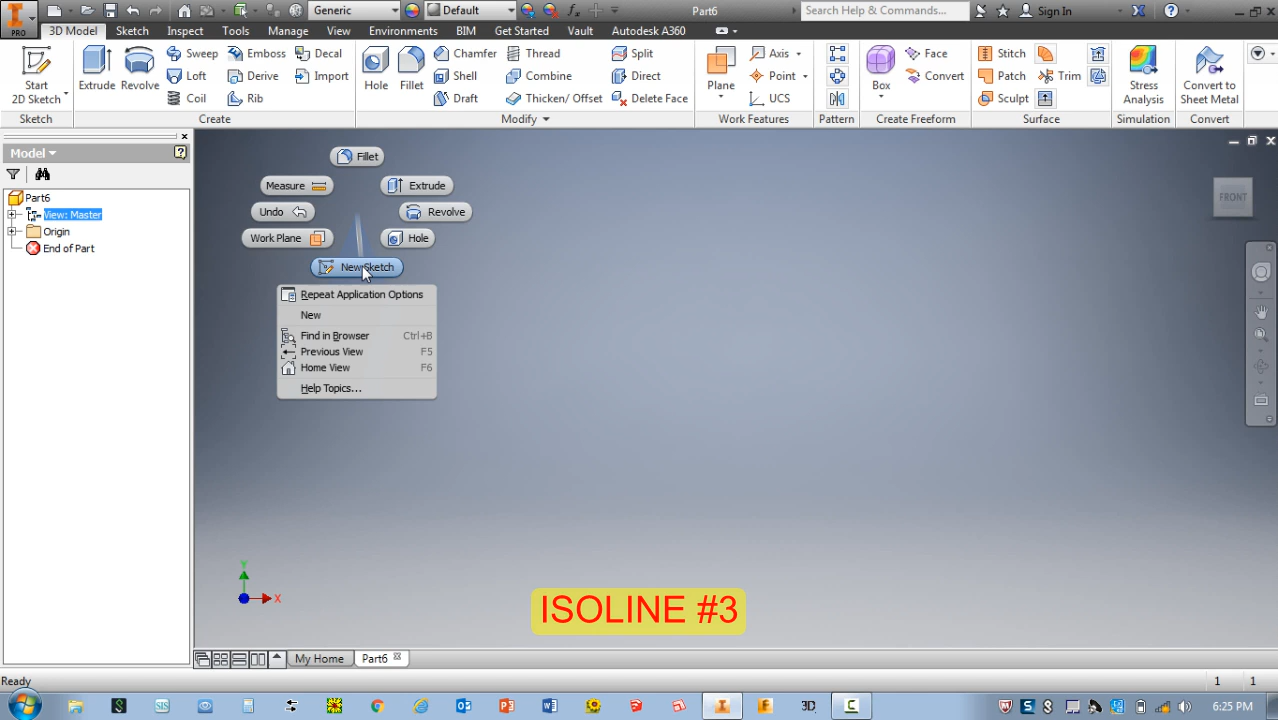 PRO
Generic
Default
fx
Part6
Search Help & Commands...
Sign In
3D Model
Sketch
Inspect
Tools
Manage
View
Environments
BIM
Get Started
Vault
Autodesk A360
Start
2D Sketch
Extrude
Revolve
Sweep
Loft
Coil
Emboss
Derive
Rib
Decal
Import
Hole
Fillet
Chamfer
Shell
Draft
Thread
Combine
Thicken/ Offset
Split
Direct
Delete Face
Plane
Axis
Point
UCS
Box
Face
Convert
Stitch
Patch
Sculpt
Trim
Stress
Analysis
Convert to
Sheet Metal
Sketch
Create
Modify
Work Features
Pattern
Create Freeform
Surface
Simulation
Convert
Model
Part6
View: Master
Origin
End of Part
Fillet
Measure
Extrude
Undo
Revolve
Work Plane
Hole
New Sketch
Repeat Application Options
New
Find in Browser Ctrl+B
Previous View F5
Home View F6
Help Topics...
FRONT
Y
X
ISOLINE #3
My Home
Part6
Ready
1 1
SIS
3D
6:25 PM